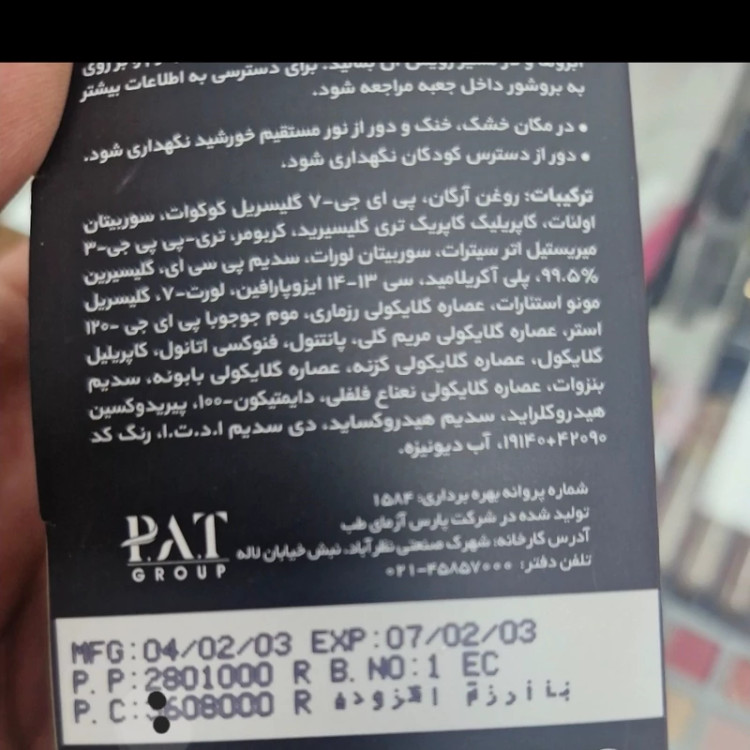 به بروشور داخل جعبه مراجعه شود.
• در مکان خشک، خنک و دور از نور مستقیم خورشید نگهداری شود.
• دور از دسترس کودکان نگهداری شود.
ترکیبات: روغن آرگان، پی ای جی-۷ گلیسریل کوکوات، سوربیتان
اولئات، کاپریلیک کاپریک تری گلیسیرید، کربومر، تری-پی پی جی-۳
میریستیل اتر سیترات، سوربیتان لورات، سدیم پی سی ای، گلیسیرین
۹۹.۵%، پلی آکریلامید، سی ۱۳-۱۴ ایزوپارافین، لورت-۷، گلیسریل
مونو استئارات، عصاره گلایکولی رزماری، موم جوجوبا پی ای جی -۱۲۰
استر، عصاره گلایکولی مریم گلی، پانتنول، فنوکسی اتانول، کاپریلیل
گلایکول، عصاره گلایکولی گزنه، عصاره گلایکولی بابونه، سدیم
بنزوات، عصاره گلایکولی نعناع فلفلی، دایمتیکون-۱۰۰، پیریدوکسین
هیدروکلراید، سدیم هیدروکساید، دی سدیم ا.د.ت.ا، رنگ کد
۱۹۱۴۰+۴۲۰۹۰، آب دیونیزه.
شماره پروانه بهره برداری: ۱۵۸۴
تولید شده در شرکت پارس آزمای طب
آدرس کارخانه: شهرک صنعتی نظرآباد، نبش خیابان لاله
تلفن دفتر: ۰۲۱-۴۵۸۵۷۰۰۰
P.A.T
GROUP
MFG:04/02/03 EXP:07/02/03
P.P:2801000 R B.NO:1 EC
P.C: 608000 R